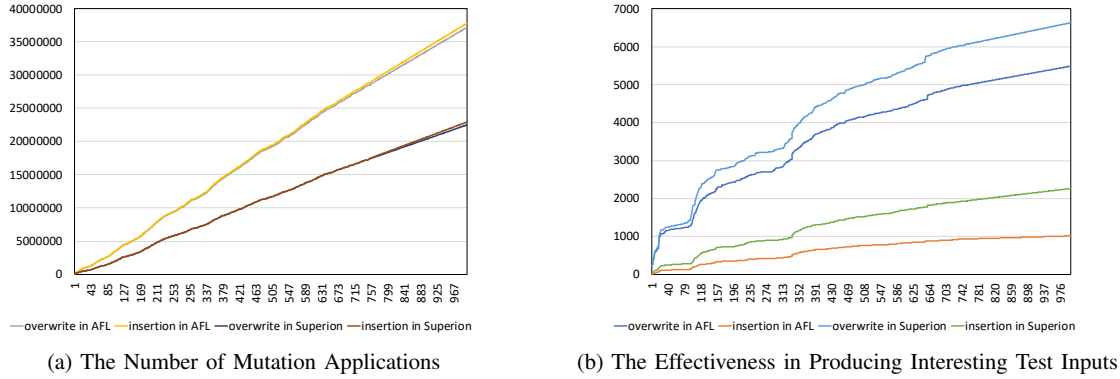 40000000
35000000
30000000
25000000
20000000
15000000
10000000
5000000
0
1 43 85 127 169 211 253 295 337 379 421 463 505 547 589 631 673 715 757 799 841 883 925 967
overwrite in AFL insertion in AFL overwrite in Superion insertion in Superion
(a) The Number of Mutation Applications
7000
6000
5000
4000
3000
2000
1000
0
1 40 79 118 157 196 235 274 313 352 391 430 469 508 547 586 625 664 703 742 781 820 859 898 937 976
overwrite in AFL insertion in AFL overwrite in Superion insertion in Superion
(b) The Effectiveness in Producing Interesting Test Inputs